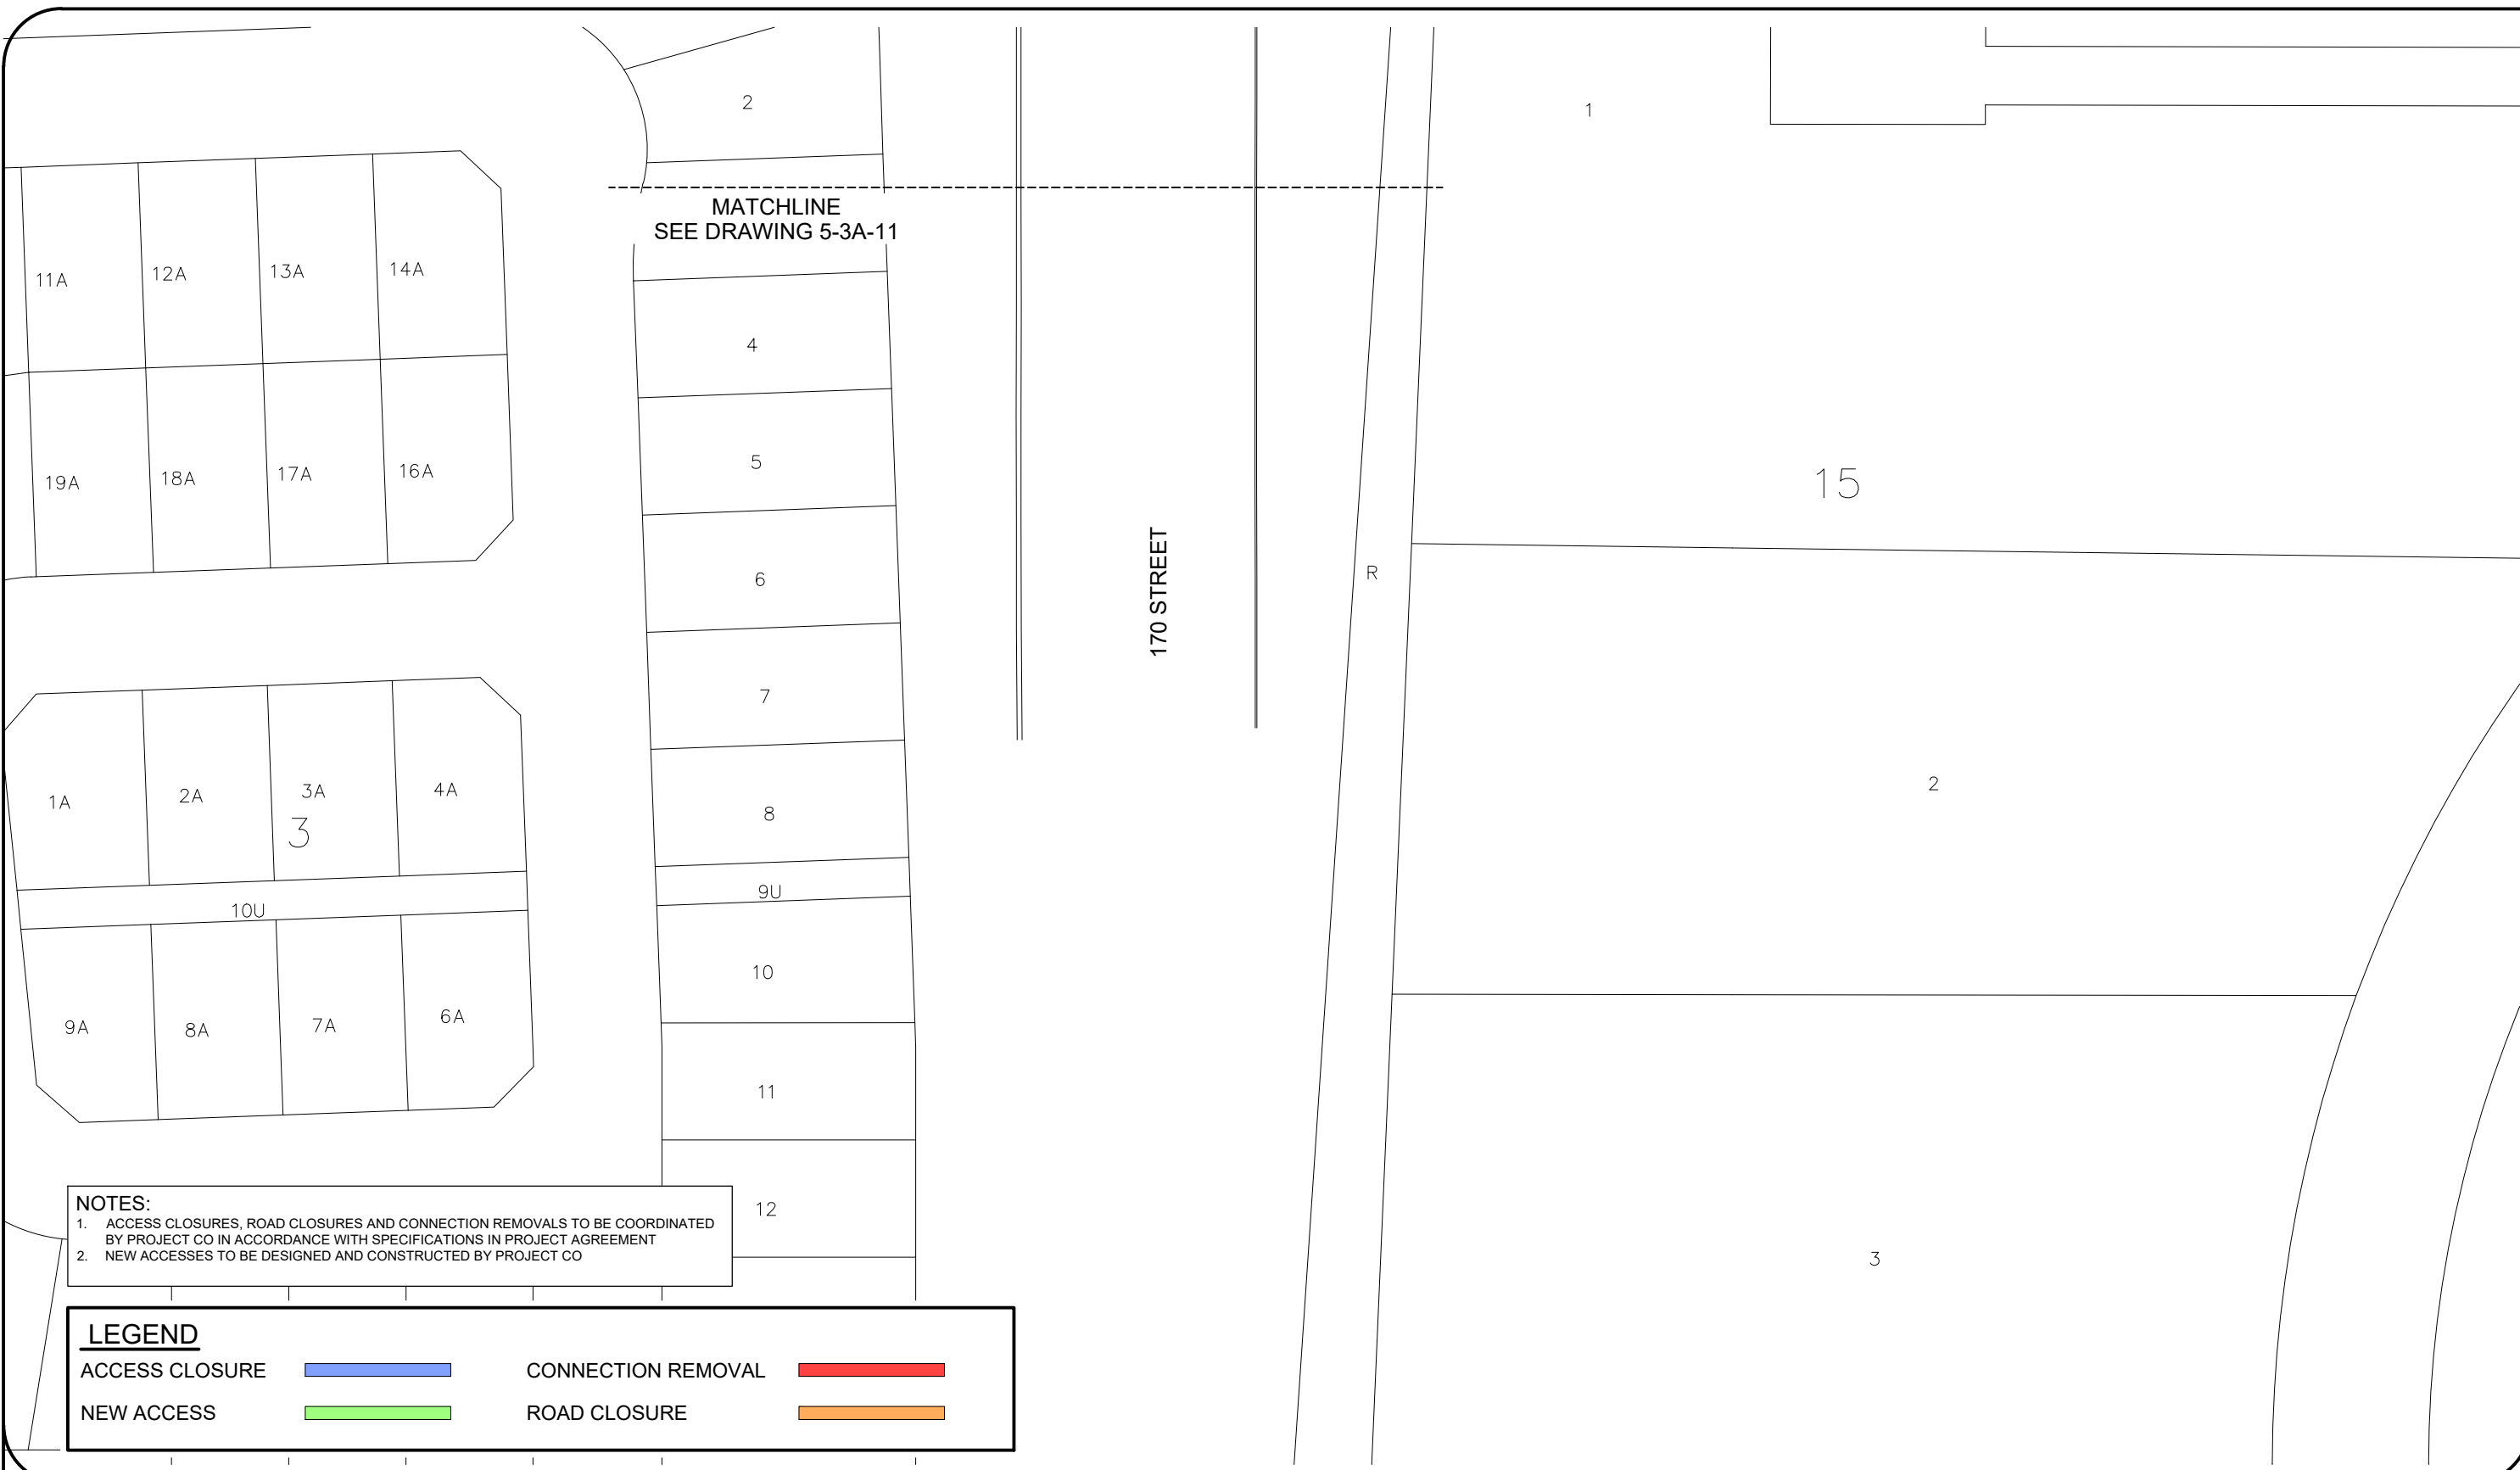 2
1
MATCHLINE
SEE DRAWING 5-3A-11
11A
12A
13A
14A
4
19A
18A
17A
16A
5
15
6
170 STREET
R
7
1A
2A
3A
4A
3
8
2
10U
9U
9A
8A
7A
6A
10
11
12
3
NOTES:
1. ACCESS CLOSURES, ROAD CLOSURES AND CONNECTION REMOVALS TO BE COORDINATED
BY PROJECT CO IN ACCORDANCE WITH SPECIFICATIONS IN PROJECT AGREEMENT
2. NEW ACCESSES TO BE DESIGNED AND CONSTRUCTED BY PROJECT CO
LEGEND
ACCESS CLOSURE
CONNECTION REMOVAL
NEW ACCESS
ROAD CLOSURE